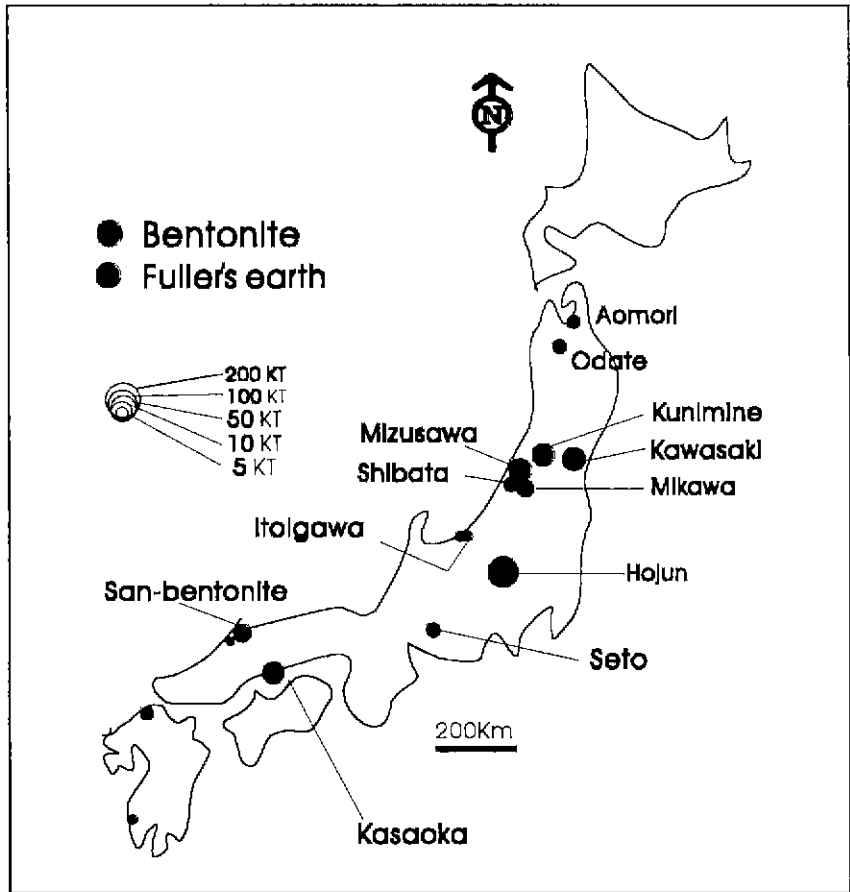 N
Bentonite
Fuller's earth
200 KT
100 KT
50 KT
10 KT
5 KT
Aomori
Odate
Kunimine
Mizusawa
Kawasaki
Shibata
Mikawa
Itoigawa
Hojun
San-bentonite
Seto
200Km
Kasaoka